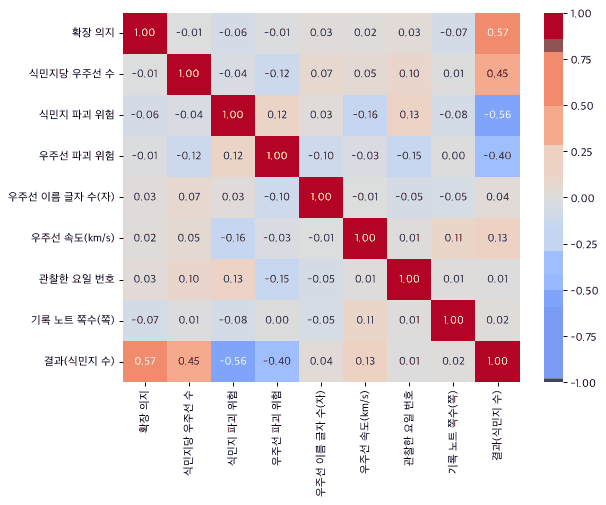 확장 의지 1.00 -0.01 -0.06 -0.01 0.03 0.02 0.03 -0.07 0.57
식민지당 우주선 수 -0.01 1.00 -0.04 -0.12 0.07 0.05 0.10 0.01 0.45
식민지 파괴 위험 -0.06 -0.04 1.00 0.12 0.03 -0.16 0.13 -0.08 -0.56
우주선 파괴 위험 -0.01 -0.12 0.12 1.00 -0.10 -0.03 -0.15 0.00 -0.40
우주선 이름 글자 수(자) 0.03 0.07 0.03 -0.10 1.00 -0.01 -0.05 -0.05 0.04
우주선 속도(km/s) 0.02 0.05 -0.16 -0.03 -0.01 1.00 0.01 0.11 0.13
관찰한 요일 번호 0.03 0.10 0.13 -0.15 -0.05 0.01 1.00 0.01 0.01
기록 노트 쪽수(쪽) -0.07 0.01 -0.08 0.00 -0.05 0.11 0.01 1.00 0.02
결과(식민지 수) 0.57 0.45 -0.56 -0.40 0.04 0.13 0.01 0.02 1.00
확장 의지
식민지당 우주선 수
식민지 파괴 위험
우주선 파괴 위험
우주선 이름 글자 수(자)
우주선 속도(km/s)
관찰한 요일 번호
기록 노트 쪽수(쪽)
결과(식민지 수)
1.00
0.75
0.50
0.25
0.00
-0.25
-0.50
-0.75
-1.00